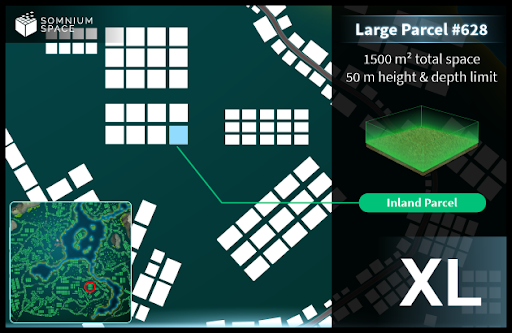 SOMNIUM
SPACE
Large Parcel #628
1500 m² total space
50 m height & depth limit
Inland Parcel
XL